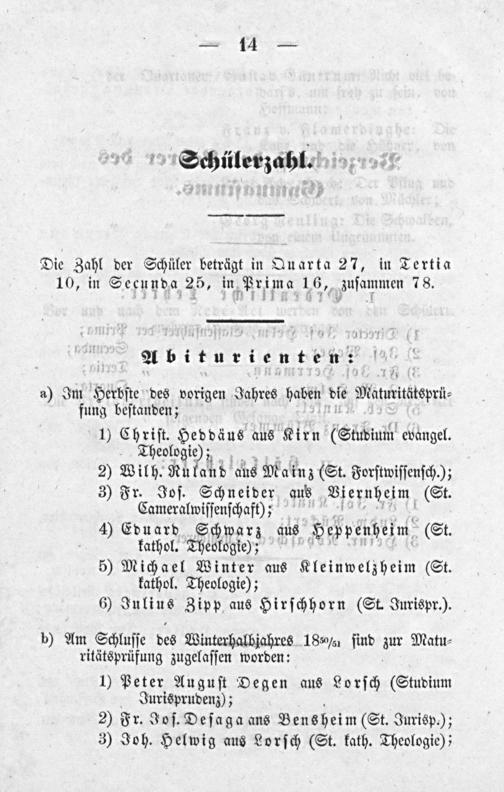 — 14 —
Schülerzahl.
Die Zahl der Schüler beträgt in Quarta 27, in Tertia
10, in Secunda 25, in Prima 16, zusammen 78.
Abiturienten:
a) Im Herbste des vorigen Jahres haben die Maturitätsprü-
fung bestanden;
1) Christ. Heddäus aus Kirn (Studium evangel.
Theologie);
2) Wilh. Ruland aus Mainz (St. Forstwissensch.);
3) Fr. Jos. Schneider aus Viernheim (St.
Cameralwissenschaft);
4) Eduard Schwarz aus Heppenheim (St.
kathol. Theologie);
5) Michael Winter aus Kleinwelzheim (St.
kathol. Theologie);
6) Julius Zipp aus Hirschhorn (St. Jurispr.).
b) Am Schlusse des Winterhalbjahres 18⁵⁰/₅₁ sind zur Matu-
ritätsprüfung zugelassen worden:
1) Peter August Degen aus Lorsch (Studium
Jurisprudenz);
2) Fr. Jos. Desaga aus Bensheim (St. Jurisp.);
3) Joh. Helwig aus Lorsch (St. kath. Theologie);